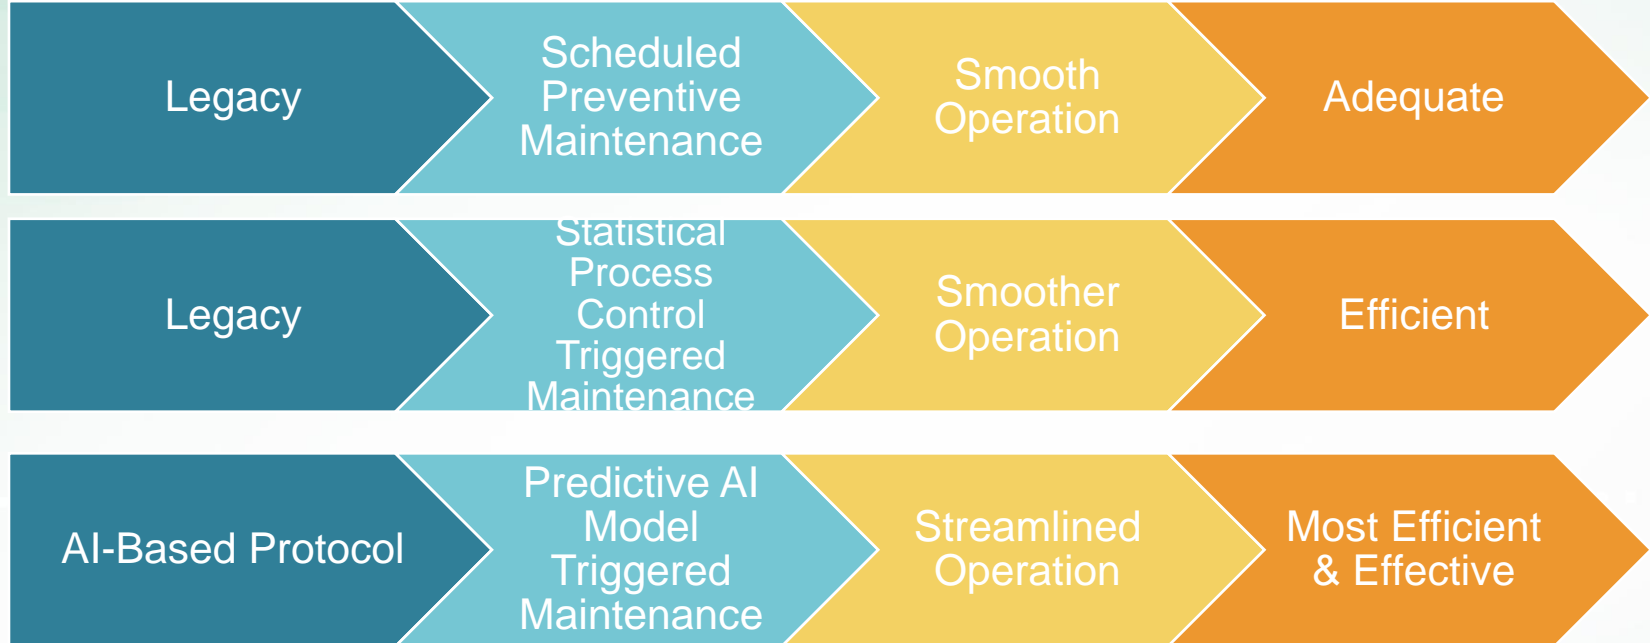 Legacy
Scheduled
Preventive
Maintenance
Smooth
Operation
Adequate
Legacy
Statistical
Process
Control
Triggered
Maintenance
Smoother
Operation
Efficient
AI-Based Protocol
Predictive AI
Model
Triggered
Maintenance
Streamlined
Operation
Most Efficient
& Effective